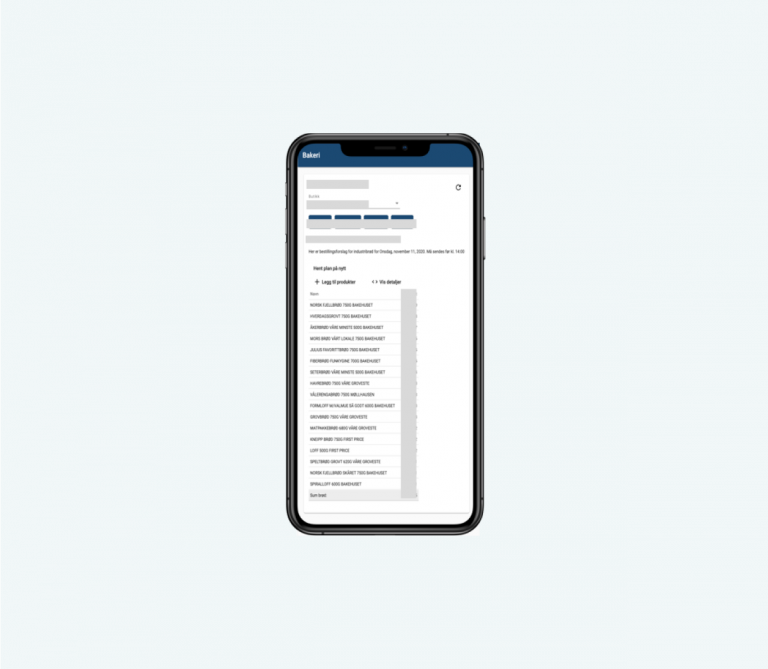 Bakeri
Butikk
Her er bestillingsforslag for industribrød for Onsdag, november 11, 2020. Må sendes før kl. 14:00
Hent plan på nytt
+ Legg til produkter
<> Vis detaljer
Navn
NORSK FJELLBRØD 750G BAKEHUSET
HVERDAGSGROVT 750G BAKEHUSET
ÅKERBRØD VÅRE MINSTE 500G BAKEHUSET
MORS BRØD VÅRT LOKALE 750G BAKEHUSET
JULIUS FAVORITTBRØD 750G BAKEHUSET
FIBERBRØD FUNKYGINE 750G BAKEHUSET
SETERBRØD VÅRE MINSTE 500G BAKEHUSET
HAVREBRØD 750G VÅRE GROVESTE
VÅLERENGABRØD 750G MØLLHAUSEN
FORMLOFF M/VALMUE SÅ GODT 600G BAKEHUSET
GROVBRØD 750G VÅRE GROVESTE
MATPAKKEBRØD 680G VÅRE GROVESTE
KNEIPP BRØD 750G FIRST PRICE
LOFF 500G FIRST PRICE
SPELTBRØD GROVT 620G VÅRE GROVESTE
NORSK FJELLBRØD SKÅRET 750G BAKEHUSET
SPIRALLOFF 600G BAKEHUSET
Sum brød